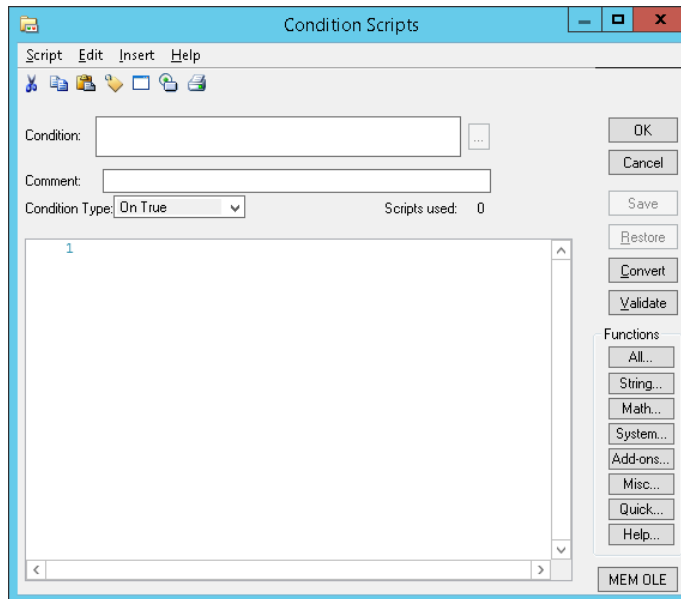 Condition Scripts
Script Edit Insert Help
Condition:
...
OK
Cancel
Comment:
Condition Type: On True
Scripts used: 0
Save
Restore
1
Convert
Validate
Functions
All...
String...
Math...
System...
Add-ons...
Misc...
Quick...
Help...
MEM OLE